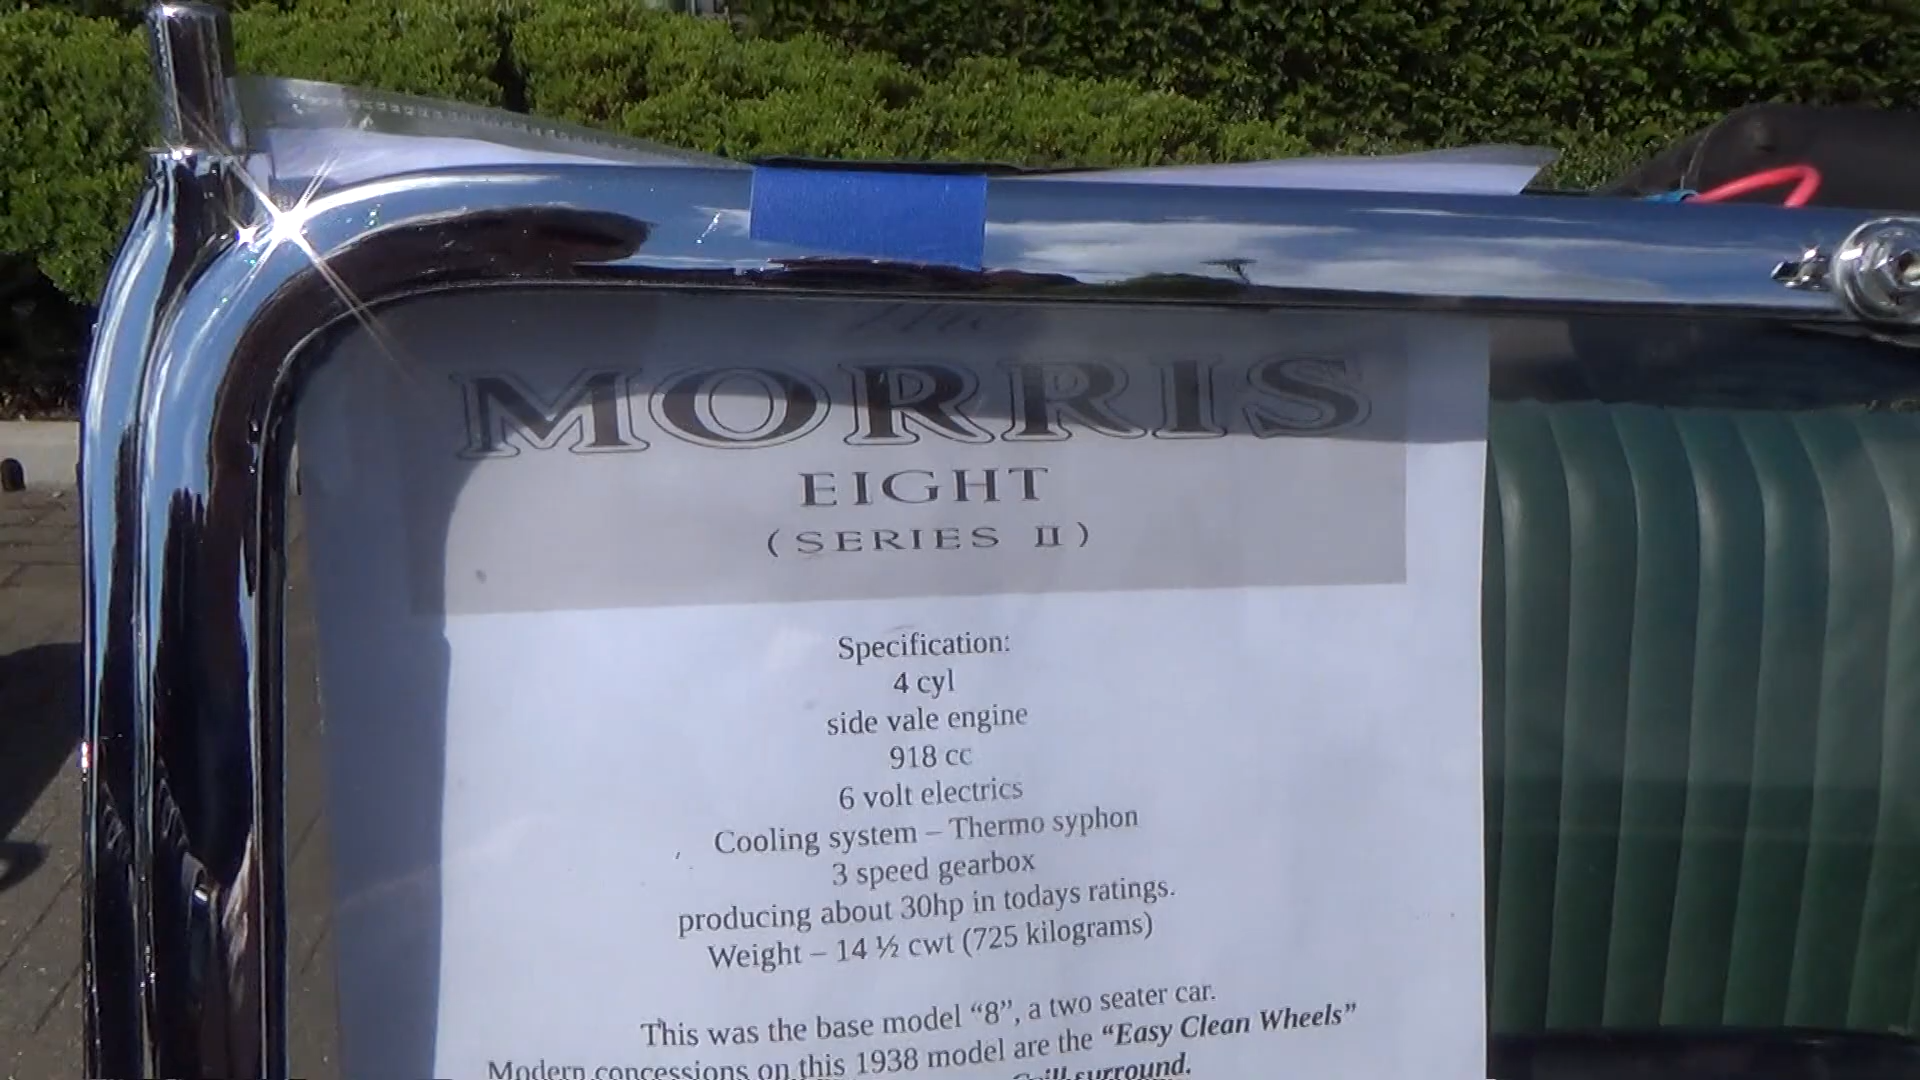 The
MORRIS
EIGHT
(SERIES II)
Specification:
4 cyl
side vale engine
918 cc
6 volt electrics
Cooling system – Thermo syphon
3 speed gearbox
producing about 30hp in todays ratings.
Weight – 14 ½ cwt (725 kilograms)
This was the base model “8”, a two seater car.
Modern concessions on this 1938 model are the “Easy Clean Wheels”
surround.